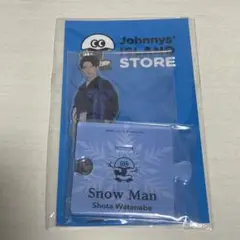 Johnnys'
ISLAND
STORE
Snow Man
Shota Watanabe